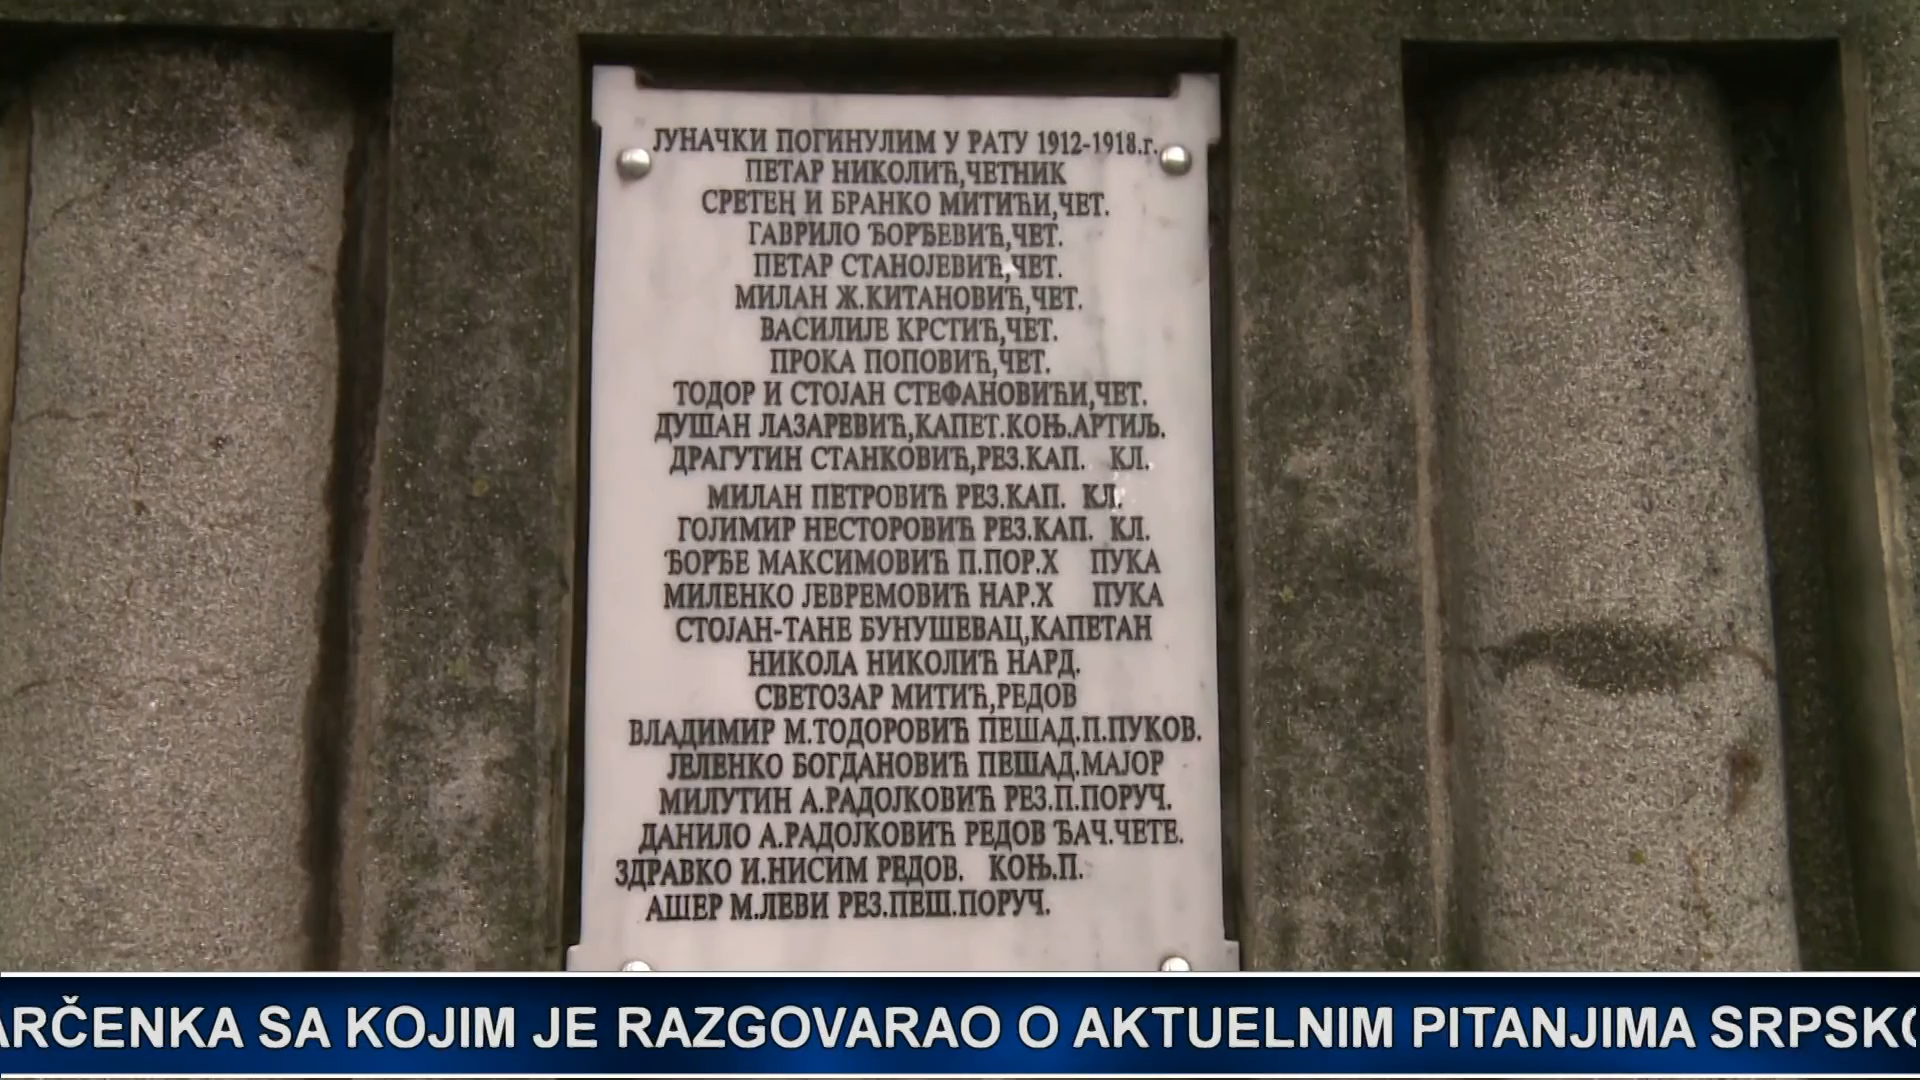 ЈУНАЧКИ ПОГИНУЛИМ У РАТУ 1912-1918.г.
ПЕТАР НИКОЛИЋ,ЧЕТНИК
СРЕТЕН И БРАНКО МИТИЋИ,ЧЕТ.
ГАВРИЛО ЂОРЂЕВИЋ,ЧЕТ.
ПЕТАР СТАНОЈЕВИЋ,ЧЕТ.
МИЛАН Ж.КИТАНОВИЋ,ЧЕТ.
ВАСИЛИЈЕ КРСТИЋ,ЧЕТ.
ПРОКА ПОПОВИЋ,ЧЕТ.
ТОДОР И СТОЈАН СТЕФАНОВИЋИ,ЧЕТ.
ДУШАН ЛАЗАРЕВИЋ,КАПЕТ.КОЊ.АРТИЉ.
ДРАГУТИН СТАНКОВИЋ,РЕЗ.КАП. КЛ.
МИЛАН ПЕТРОВИЋ РЕЗ.КАП. КЛ.
ГОЈИМИР НЕСТОРОВИЋ РЕЗ.КАП. КЛ.
ЂОРЂЕ МАКСИМОВИЋ П.ПОР.Х ПУКА
МИЛЕНКО ЈЕВРЕМОВИЋ НАР.Х ПУКА
СТОЈАН-ТАНЕ БУНУШЕВАЦ,КАПЕТАН
НИКОЛА НИКОЛИЋ НАРД.
СВЕТОЗАР МИТИЋ,РЕДОВ
ВЛАДИМИР М.ТОДОРОВИЋ ПЕШАД.П.ПУКОВ.
ЈЕЛЕНКО БОГДАНОВИЋ ПЕШАД.МАЈОР
МИЛУТИН А.РАДОЈКОВИЋ РЕЗ.П.ПОРУЧ.
ДАНИЛО А.РАДОЈКОВИЋ РЕДОВ ЂАЧ.ЧЕТЕ.
ЗДРАВКО И.НИСИМ РЕДОВ. КОЊ.П.
АШЕР М.ЛЕВИ РЕЗ.ПЕШ.ПОРУЧ.
ARČENKA SA KOJIM JE RAZGOVARAO O AKTUELNIM PITANJIMA SRPSKO